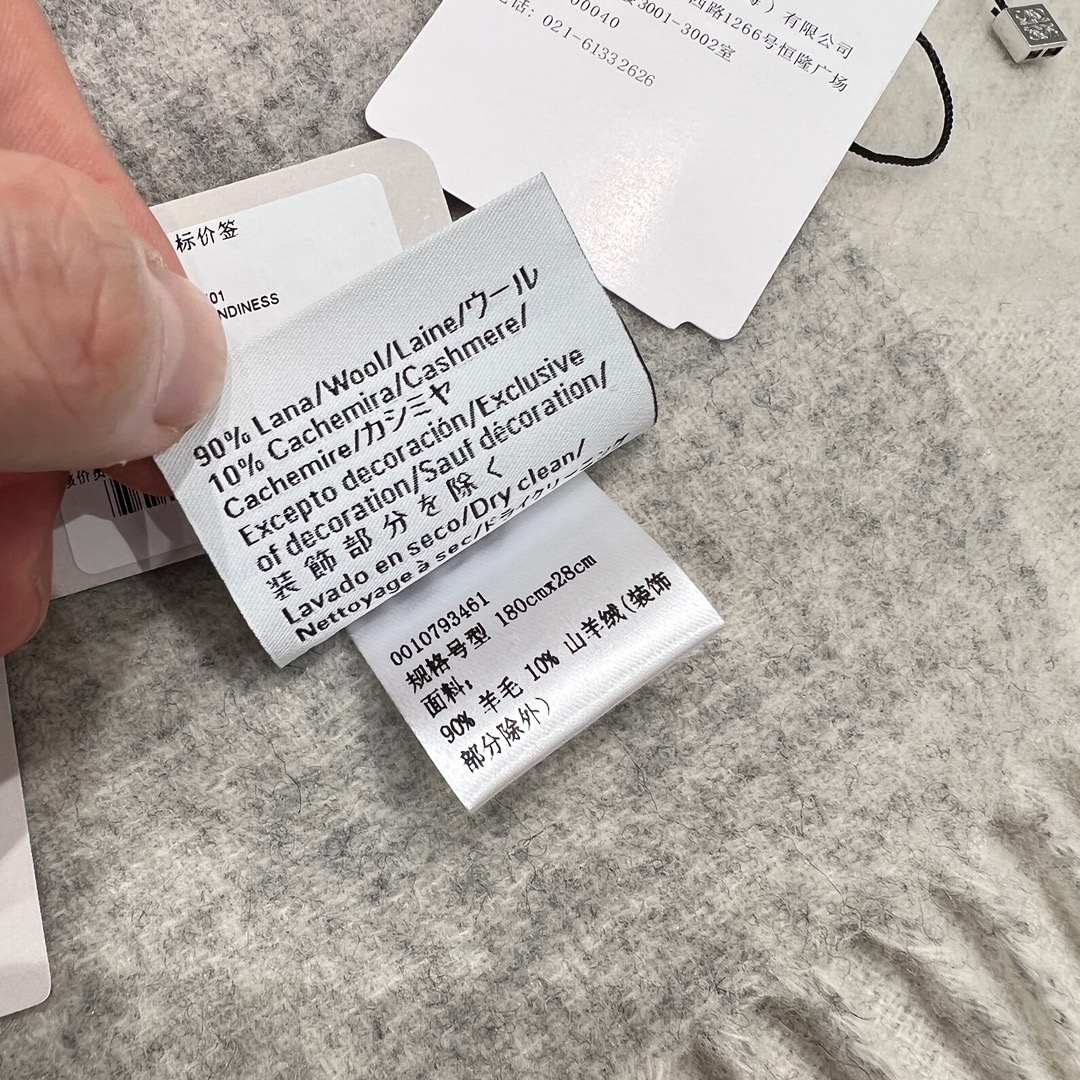 ）有限公司
西路1266号恒隆广场
3001-3002室
00040
电话: 021-61332626
标价签
01
NDINESS
90% Lana/Wool/Laine/ウール
10% Cachemira/Cashmere/
Cachemire/カシミヤ
Excepto decoración/Exclusive
of decoration/Sauf décoration/
装飾部分を除く
Lavado en seco/Dry clean/
Nettoyage à sec/ドライクリーニング
0010793461
规格号型 180cmx28cm
面料:
90% 羊毛 10% 山羊绒(装饰
部分除外)